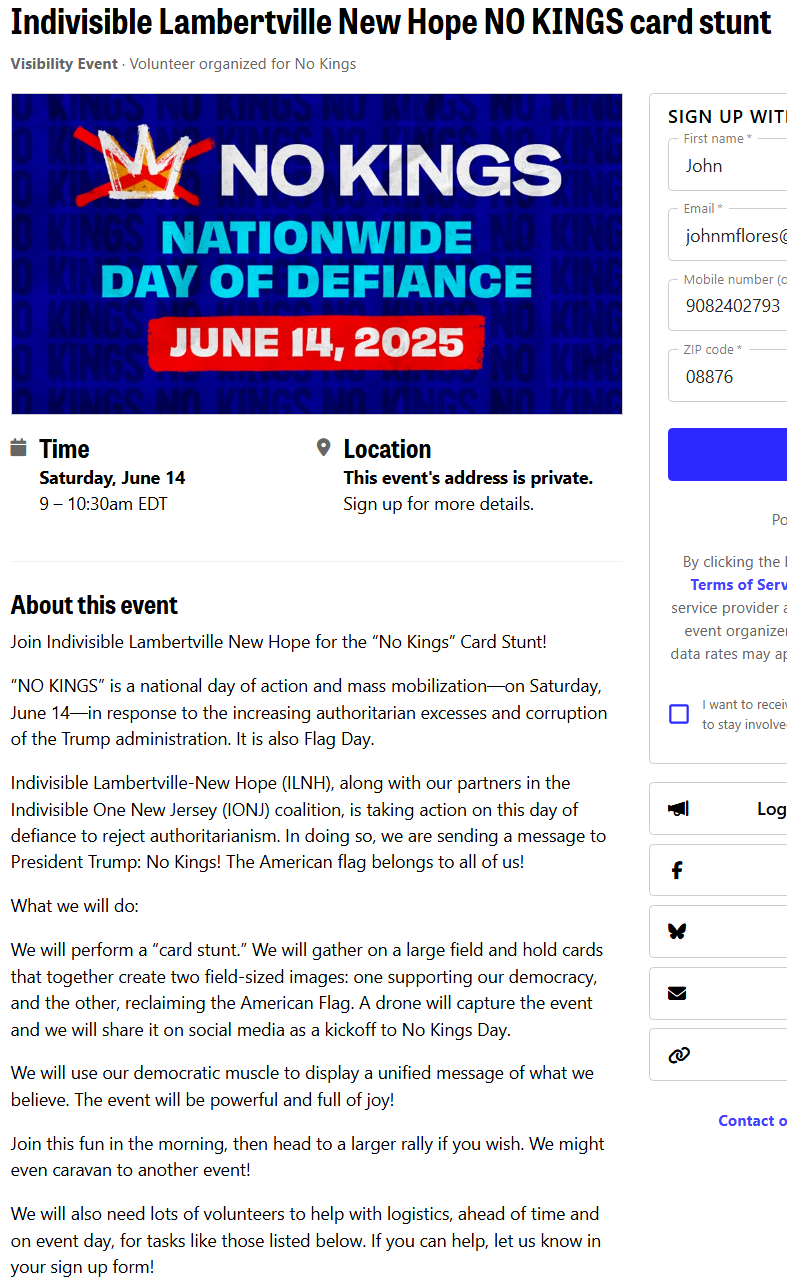 Indivisible Lambertville New Hope NO KINGS card stunt
Visibility Event · Volunteer organized for No Kings
NO KINGS
NATIONWIDE
DAY OF DEFIANCE
JUNE 14, 2025
Time
Saturday, June 14
9 – 10:30am EDT
Location
This event's address is private.
Sign up for more details.
About this event
Join Indivisible Lambertville New Hope for the “No Kings” Card Stunt!
“NO KINGS” is a national day of action and mass mobilization—on Saturday,
June 14—in response to the increasing authoritarian excesses and corruption
of the Trump administration. It is also Flag Day.
Indivisible Lambertville-New Hope (ILNH), along with our partners in the
Indivisible One New Jersey (IONJ) coalition, is taking action on this day of
defiance to reject authoritarianism. In doing so, we are sending a message to
President Trump: No Kings! The American flag belongs to all of us!
What we will do:
We will perform a “card stunt.” We will gather on a large field and hold cards
that together create two field-sized images: one supporting our democracy,
and the other, reclaiming the American Flag. A drone will capture the event
and we will share it on social media as a kickoff to No Kings Day.
We will use our democratic muscle to display a unified message of what we
believe. The event will be powerful and full of joy!
Join this fun in the morning, then head to a larger rally if you wish. We might
even caravan to another event!
We will also need lots of volunteers to help with logistics, ahead of time and
on event day, for tasks like those listed below. If you can help, let us know in
your sign up form!
SIGN UP WIT
First name *
John
Email *
johnmflores@
Mobile number (o
9082402793
ZIP code *
08876
Po
By clicking the
Terms of Serv
service provider a
event organizer
data rates may ap
I want to receiv
to stay involve
Log
Contact o